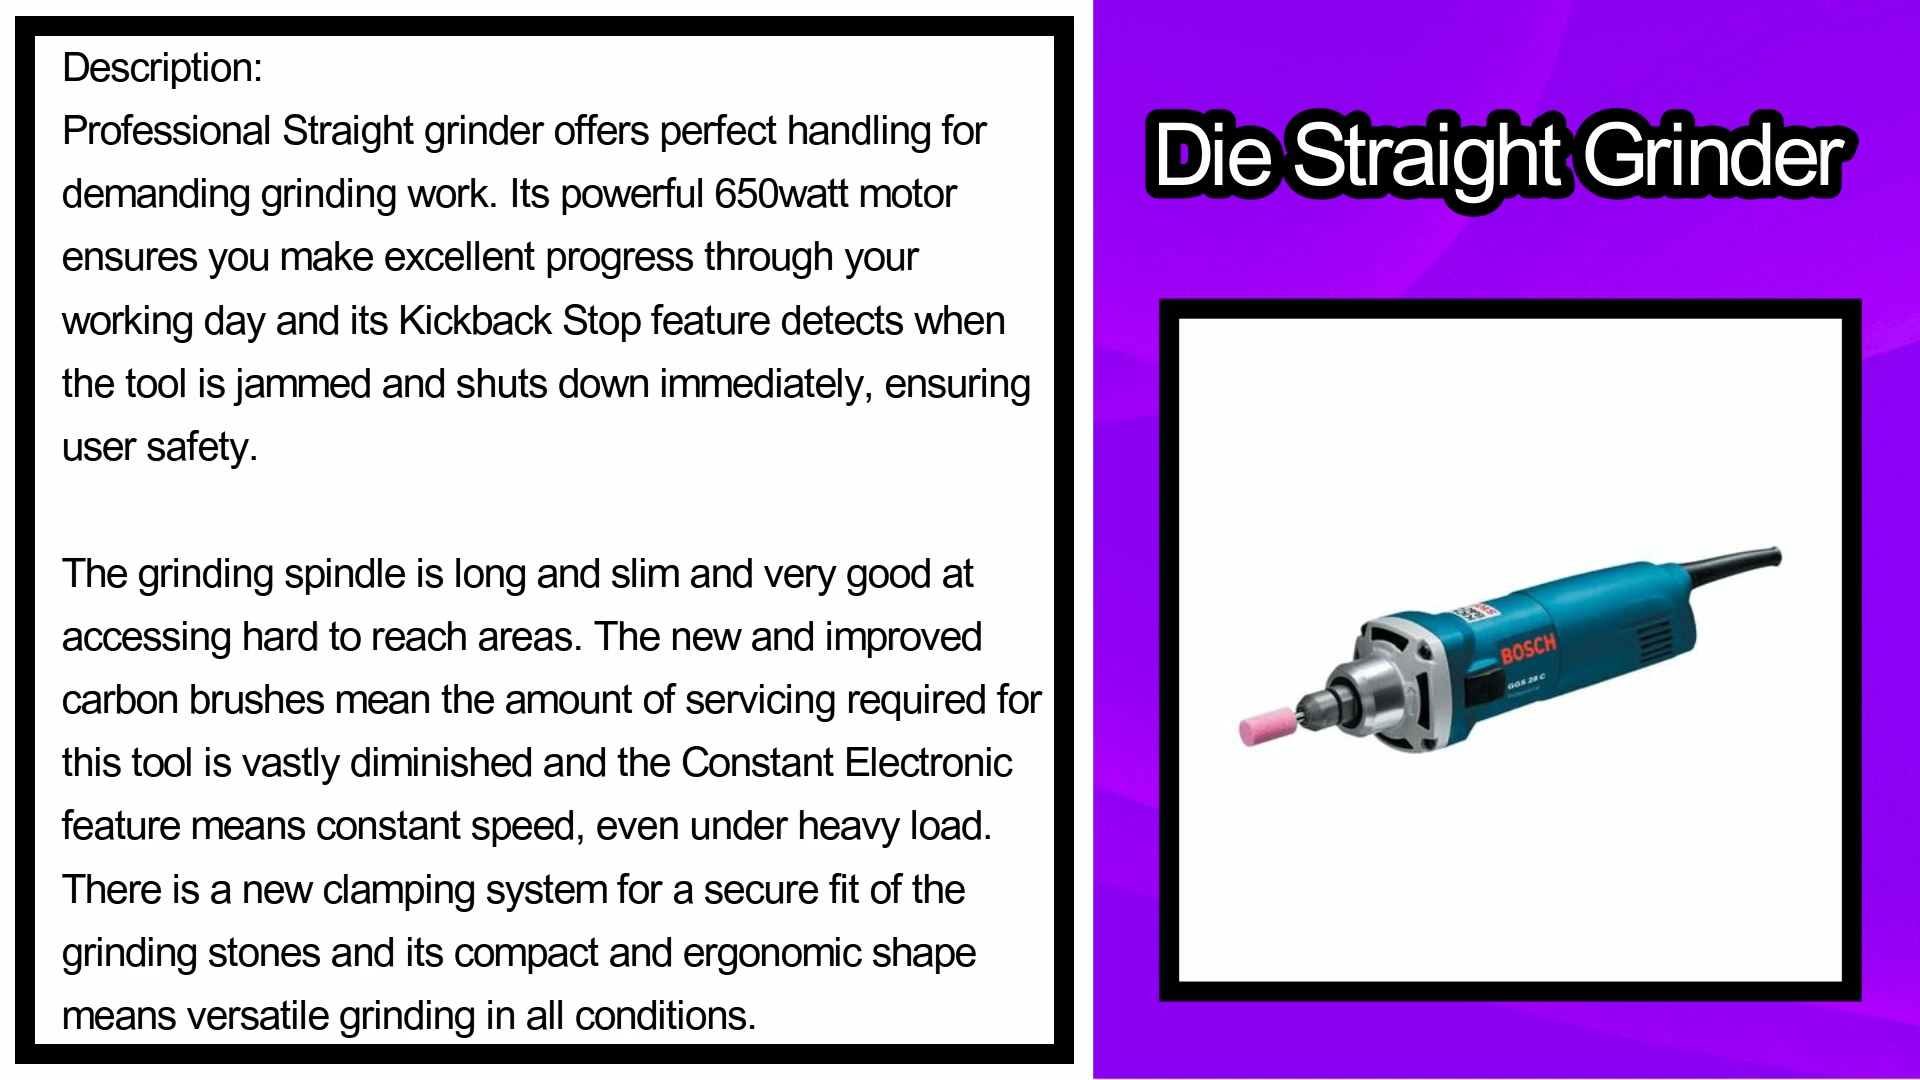 Description:
Professional Straight grinder offers perfect handling for
demanding grinding work. Its powerful 650watt motor
ensures you make excellent progress through your
working day and its Kickback Stop feature detects when
the tool is jammed and shuts down immediately, ensuring
user safety.
The grinding spindle is long and slim and very good at
accessing hard to reach areas. The new and improved
carbon brushes mean the amount of servicing required for
this tool is vastly diminished and the Constant Electronic
feature means constant speed, even under heavy load.
There is a new clamping system for a secure fit of the
grinding stones and its compact and ergonomic shape
means versatile grinding in all conditions.
Die Straight Grinder
BOSCH
GGS 28 C
Professional